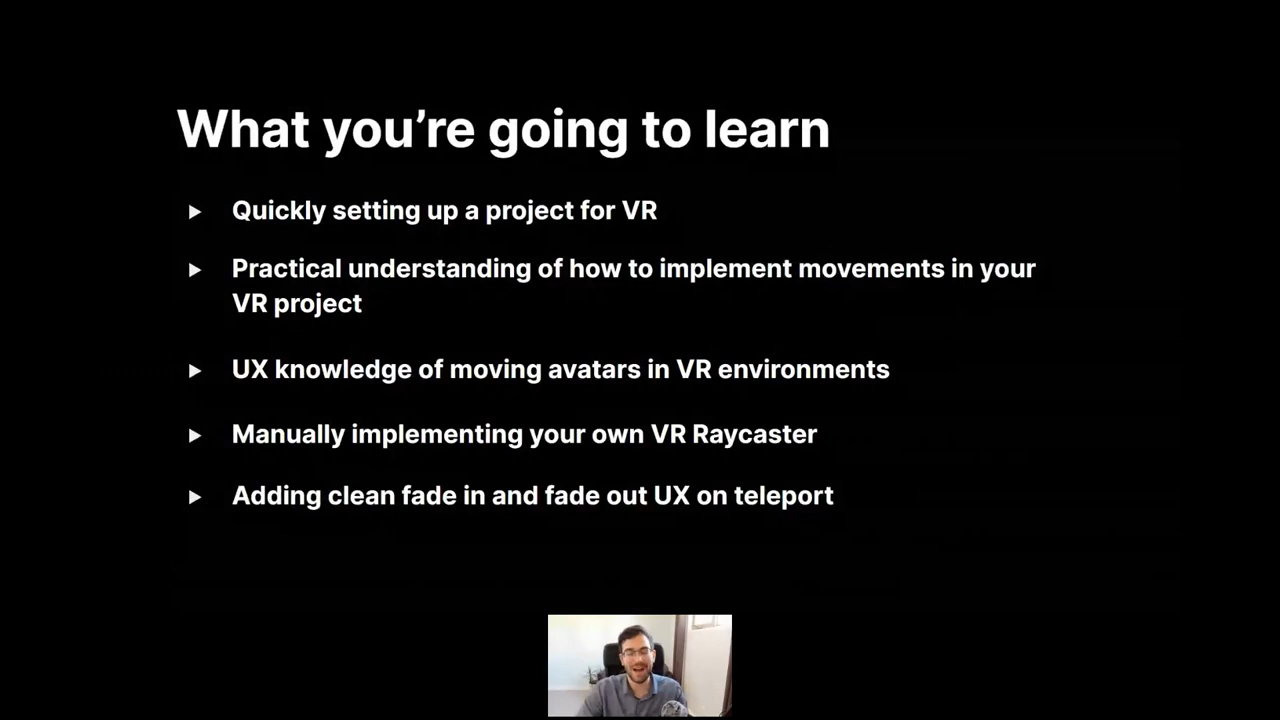 What you’re going to learn
Quickly setting up a project for VR
Practical understanding of how to implement movements in your
VR project
UX knowledge of moving avatars in VR environments
Manually implementing your own VR Raycaster
Adding clean fade in and fade out UX on teleport